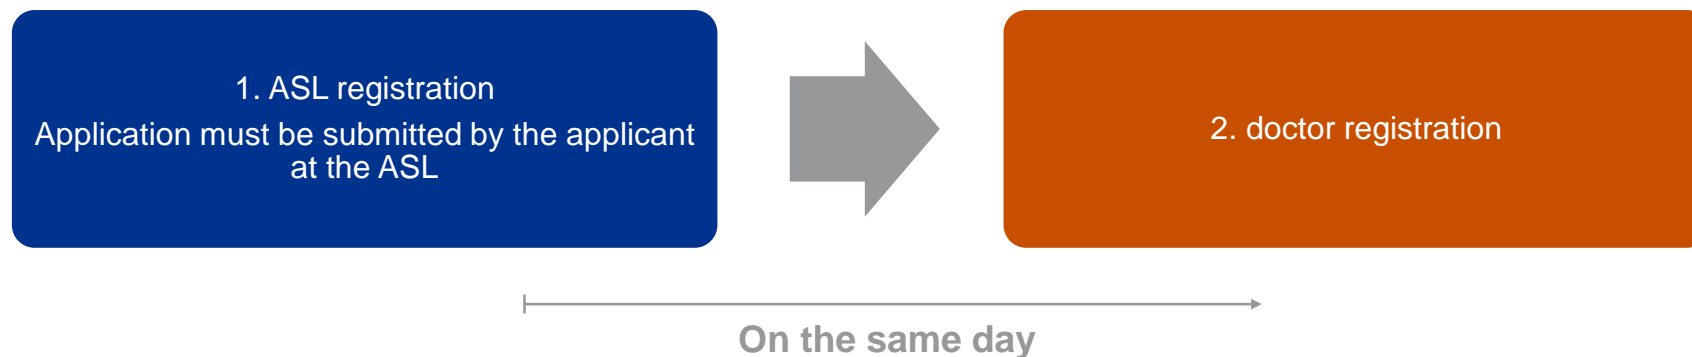 1. ASL registration
Application must be submitted by the applicant
at the ASL
2. doctor registration
On the same day